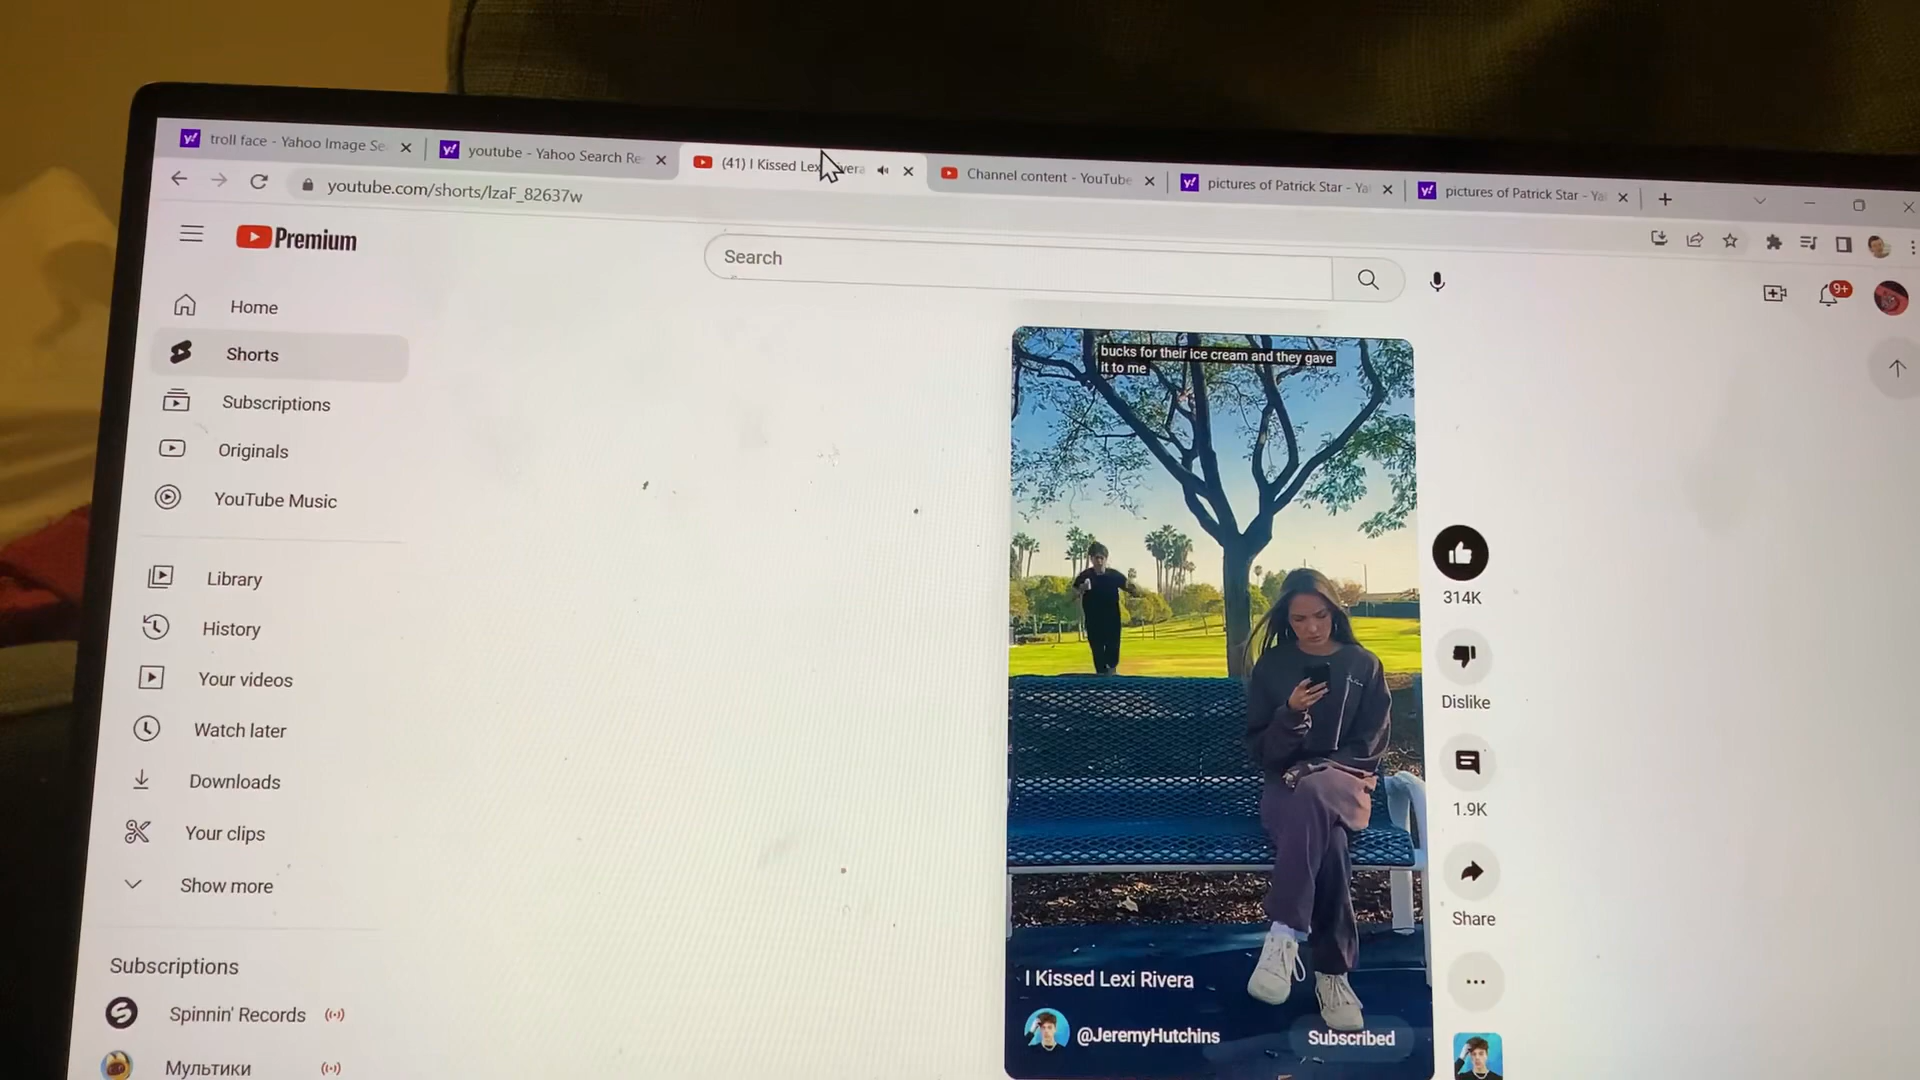 troll face - Yahoo Image Se
youtube - Yahoo Search Re
(41) I Kissed Lex vera
Channel content - YouTube
pictures of Patrick Star - Ya
pictures of Patrick Star - Ya
youtube.com/shorts/lzaF_82637w
Premium
Search
9+
Home
Shorts
Subscriptions
Originals
YouTube Music
Library
History
Your videos
Watch later
Downloads
Your clips
Show more
Subscriptions
Spinnin' Records
Мультики
bucks for their ice cream and they gave
it to me
I Kissed Lexi Rivera
@JeremyHutchins
Subscribed
314K
Dislike
1.9K
Share